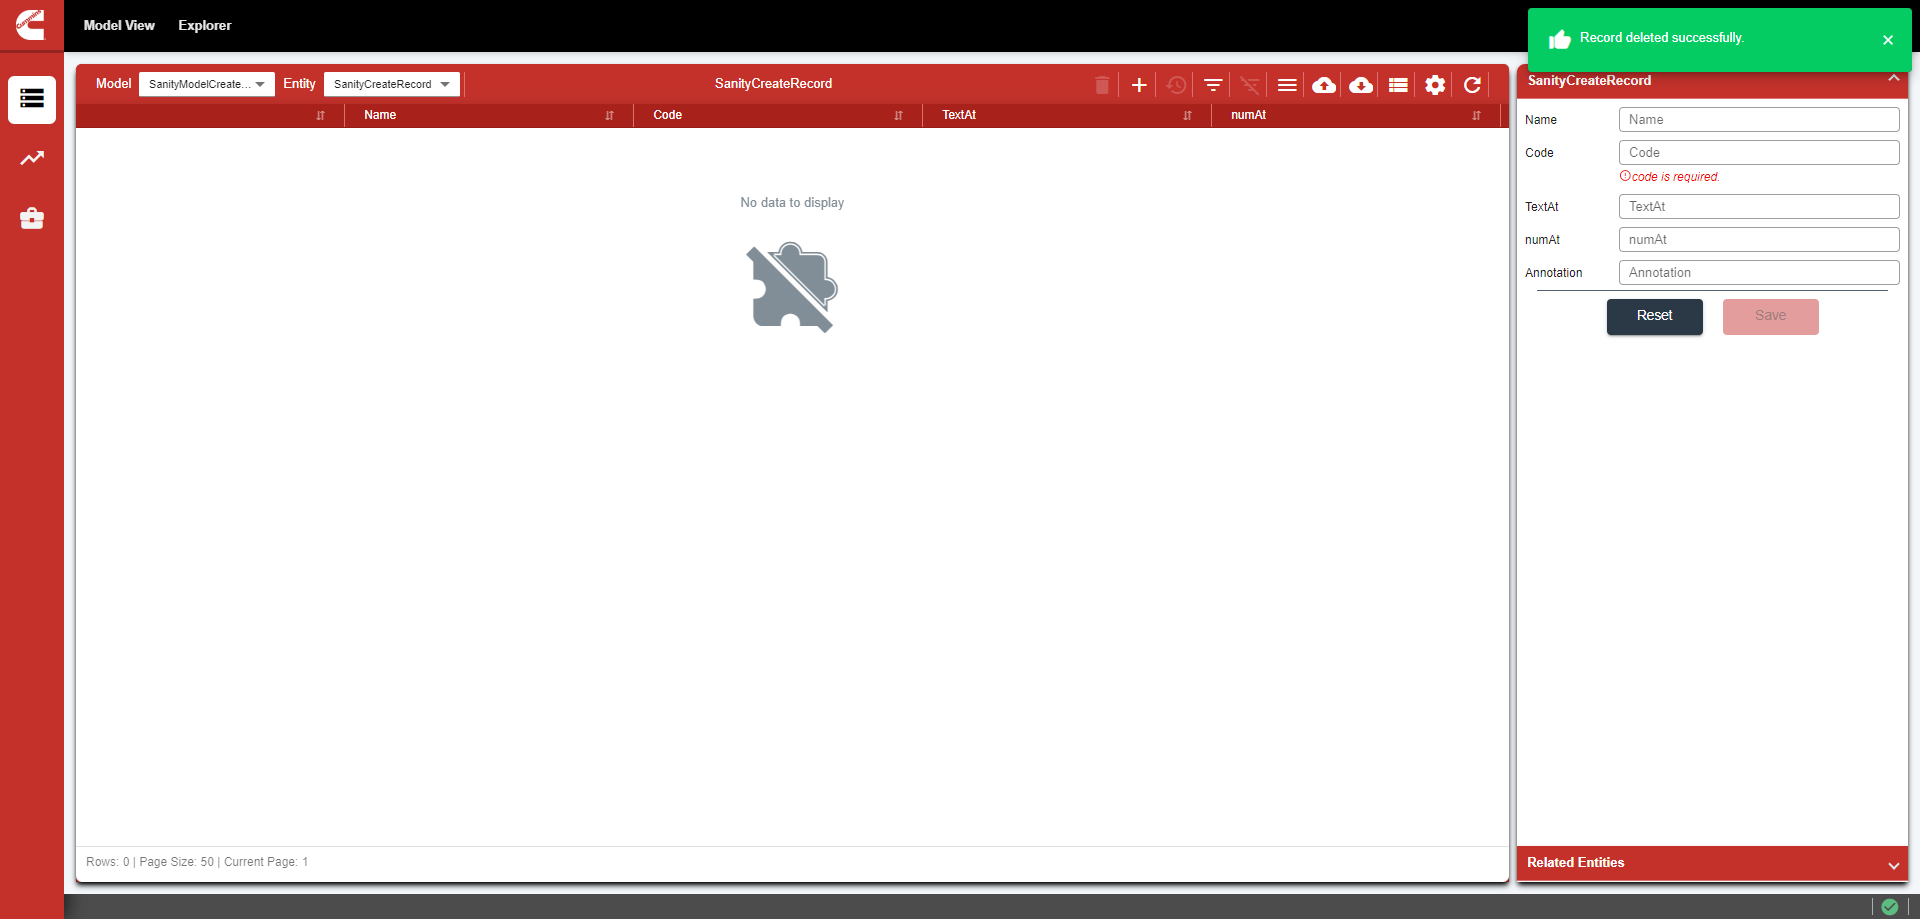 Cummins
Model View
Explorer
Record deleted successfully.
Model
SanityModelCreate...
Entity
SanityCreateRecord
SanityCreateRecord
Name
Code
TextAt
numAt
No data to display
Rows: 0 | Page Size: 50 | Current Page: 1
SanityCreateRecord
Name
Name
Code
Code
code is required.
TextAt
TextAt
numAt
numAt
Annotation
Annotation
Reset
Save
Related Entities